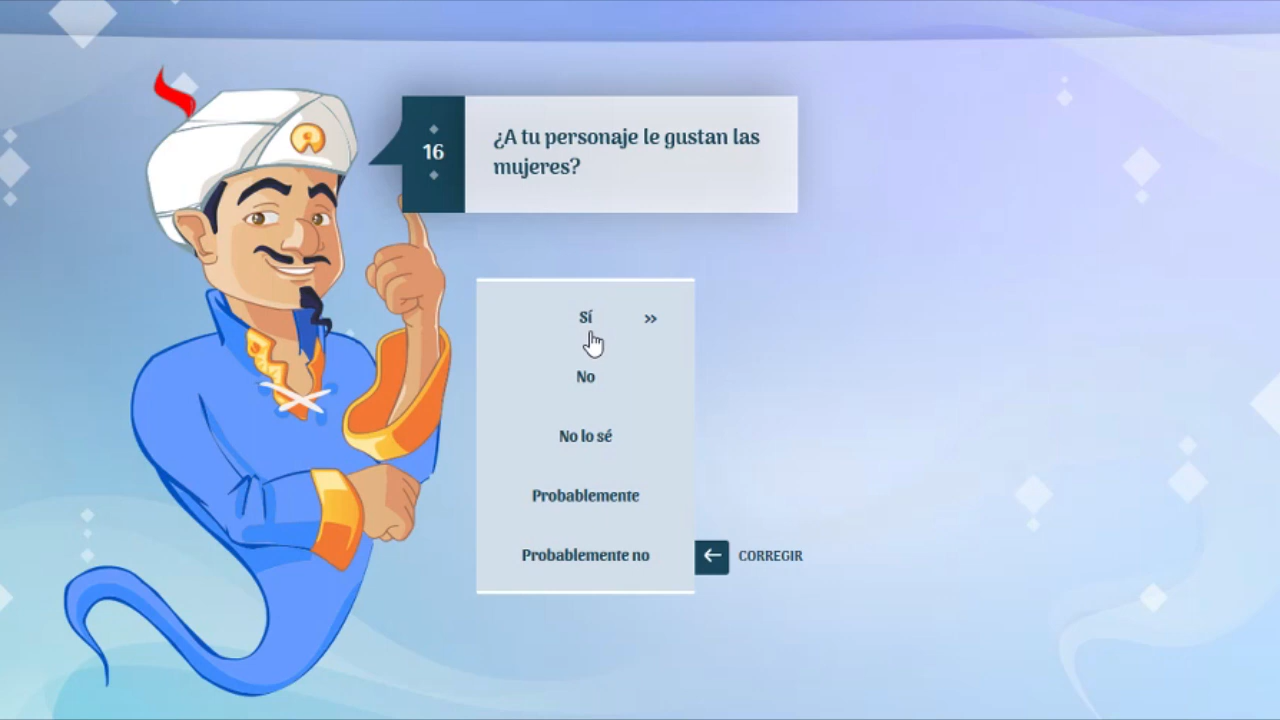 16
¿A tu personaje le gustan las
mujeres?
Sí
No
No lo sé
Probablemente
Probablemente no
CORREGIR